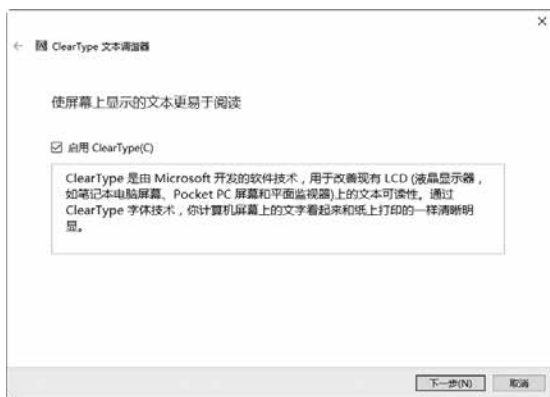 ClearType 文本调谐器
使屏幕上显示的文本更易于阅读
启用 ClearType(C)
ClearType 是由 Microsoft 开发的软件技术，用于改善现有 LCD (液晶显示器，
如笔记本电脑屏幕、Pocket PC 屏幕和平面监视器)上的文本可读性。通过
ClearType 字体技术，你计算机屏幕上的文字看起来和纸上打印的一样清晰明
显。
下一步(N)
取消